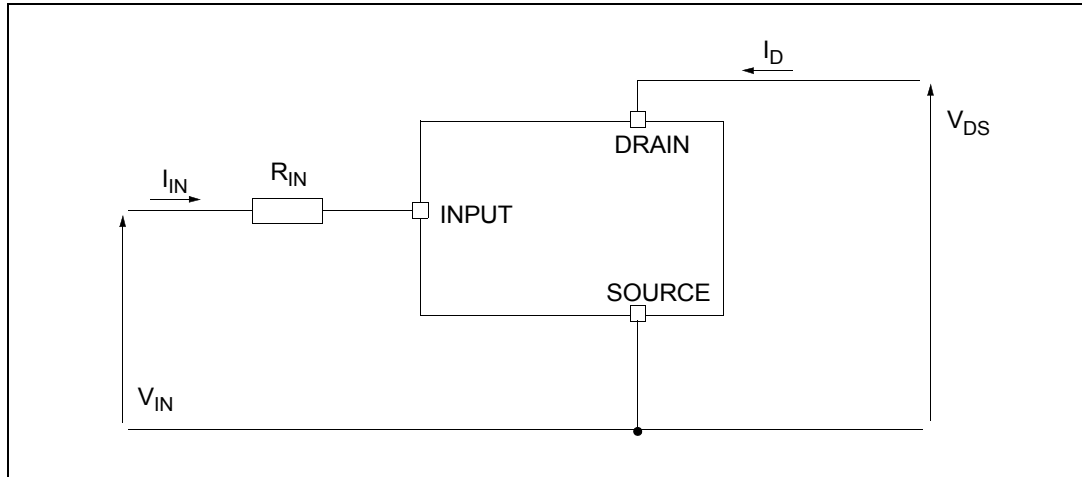 I_D
V_DS
DRAIN
I_IN
R_IN
INPUT
SOURCE
V_IN